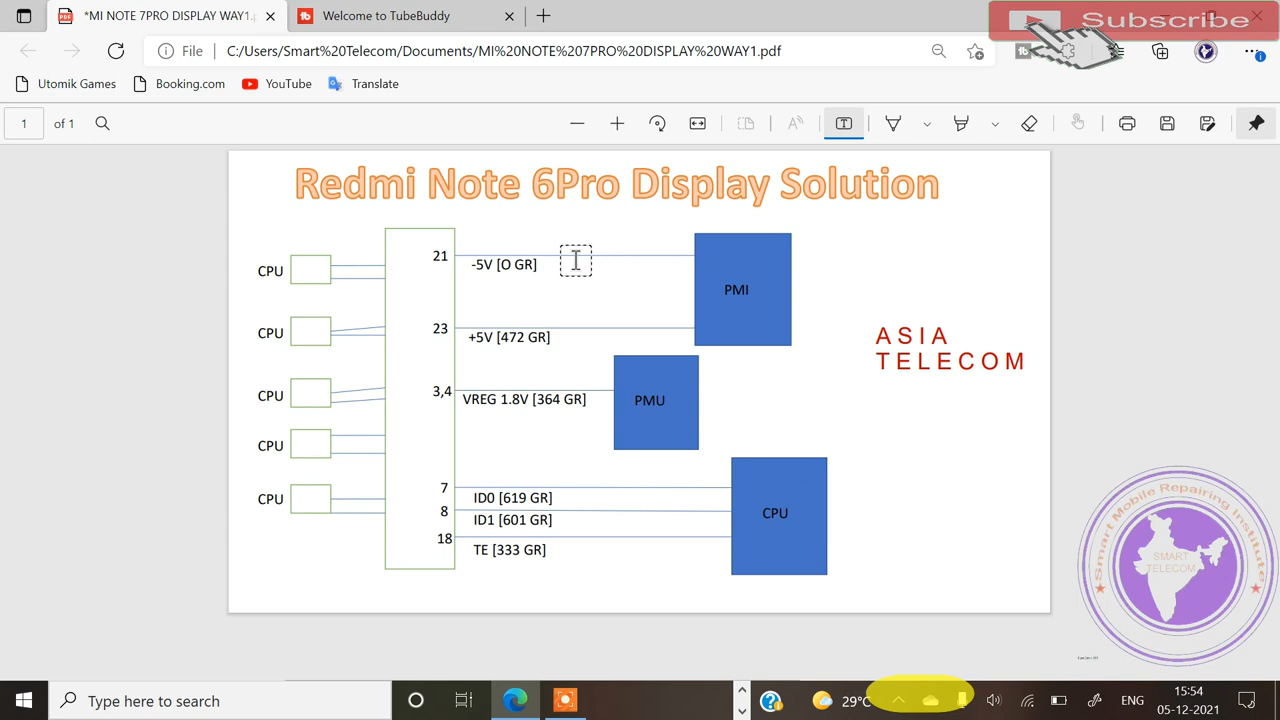 *MI NOTE 7PRO DISPLAY WAY1.p
Welcome to TubeBuddy
Subscribe
File
C:/Users/Smart%20Telecom/Documents/MI%20NOTE%207PRO%20DISPLAY%20WAY1.pdf
Utomik Games
Booking.com
YouTube
Translate
1 of 1
Redmi Note 6Pro Display Solution
CPU
21
-5V [O GR]
PMI
CPU
23
+5V [472 GR]
ASIA
TELECOM
CPU
3,4
VREG 1.8V [364 GR]
PMU
CPU
CPU
7
ID0 [619 GR]
8
ID1 [601 GR]
CPU
18
TE [333 GR]
Smart Mobile Repairing Institute
SMART
TELECOM
Type here to search
29°C
ENG
15:54
05-12-2021